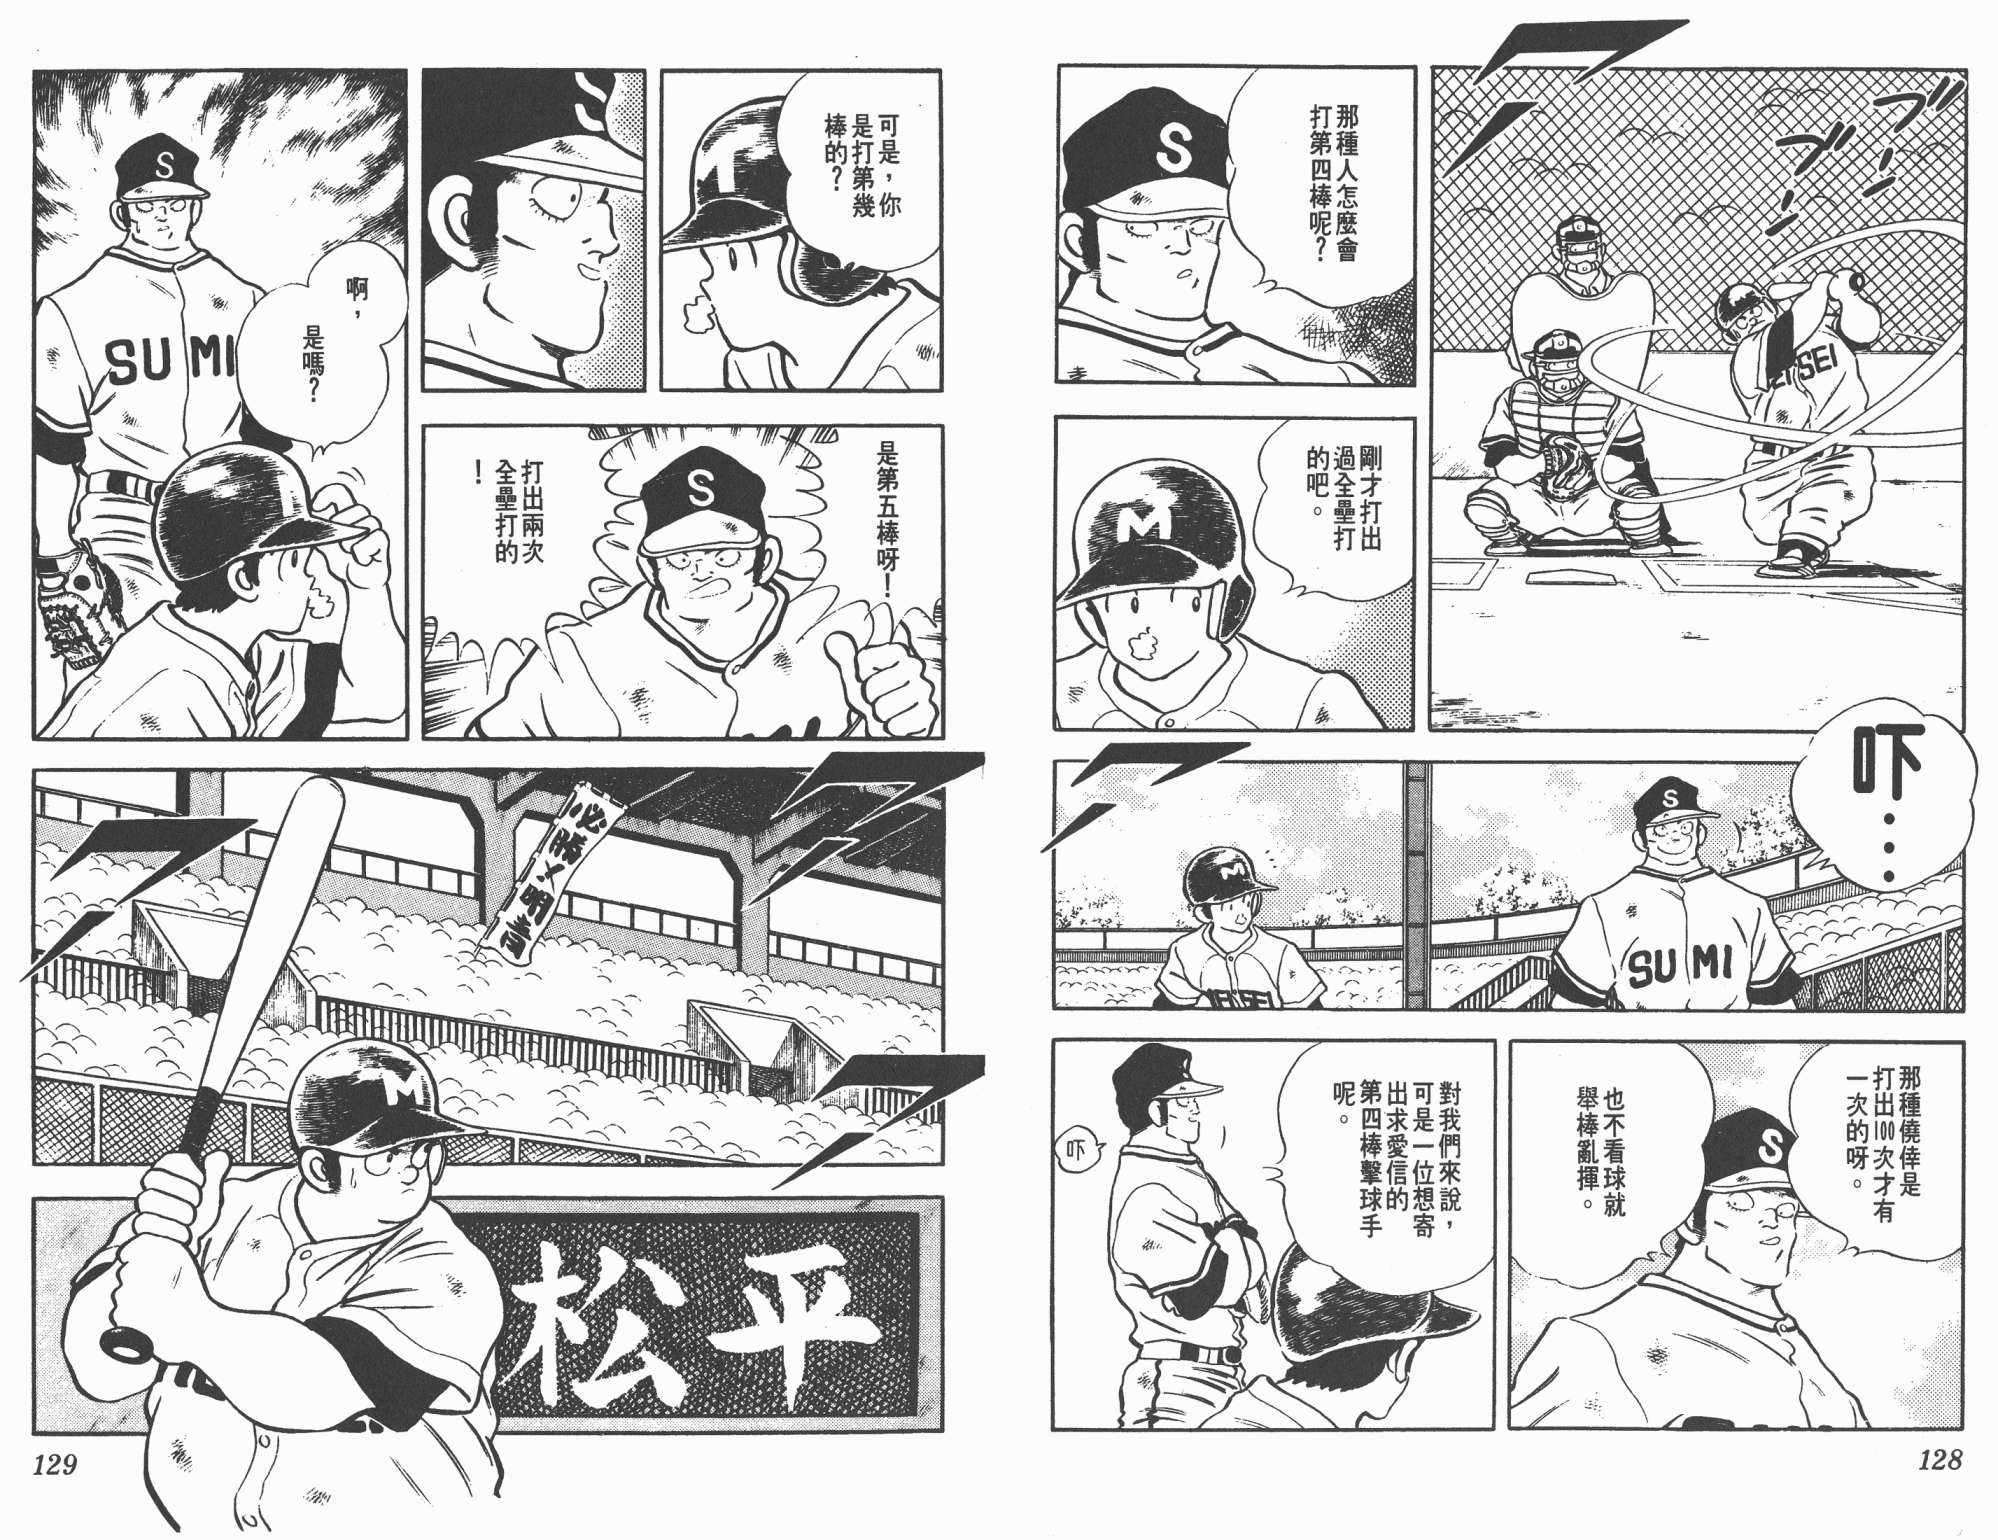 ブン
ブン
MEISEI
那種人怎麼會
打第四棒呢?
剛才打出
過全壘打
的吧。
M
S
吓…
S
SUMI
M
MEISEI
那種僥倖是
打出100次才有
一次的呀。
也不看球就
舉棒亂揮。
S
對我們來說，
可是一位想寄
出求愛信的
第四棒擊球手
呢。
吓
128
可是，你
是打第幾
棒的?
S
是第五棒呀!
打出兩次
全壘打的
!
S
啊，
是嗎?
S
SUMI
必勝〆明青
M
松平
129